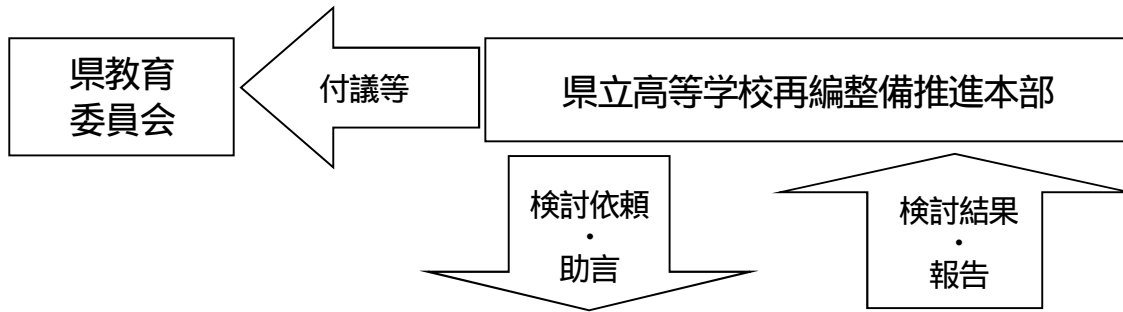 県教育
委員会
付議等
県立高等学校再編整備推進本部
検討依頼
・
助言
検討結果
・
報告